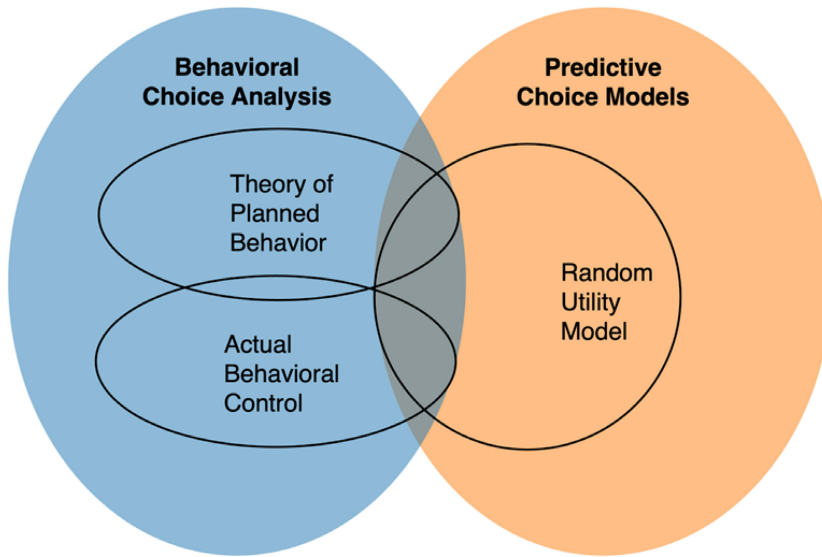 Behavioral
Choice Analysis
Predictive
Choice Models
Theory of
Planned
Behavior
Random
Utility
Model
Actual
Behavioral
Control